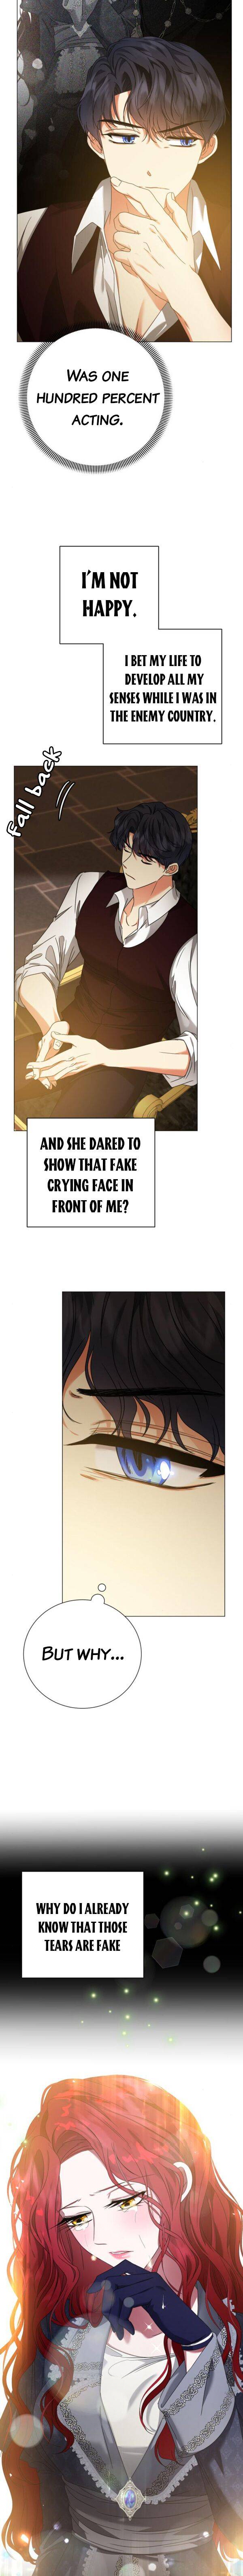 WAS ONE
HUNDRED PERCENT
ACTING.
I'M NOT
HAPPY.
I BET MY LIFE TO
DEVELOP ALL MY
SENSES WHILE I WAS IN
THE ENEMY COUNTRY.
Fall back
AND SHE DARED TO
SHOW THAT FAKE
CRYING FACE IN
FRONT OF ME?
BUT WHY...
WHY DO I ALREADY
KNOW THAT THOSE
TEARS ARE FAKE